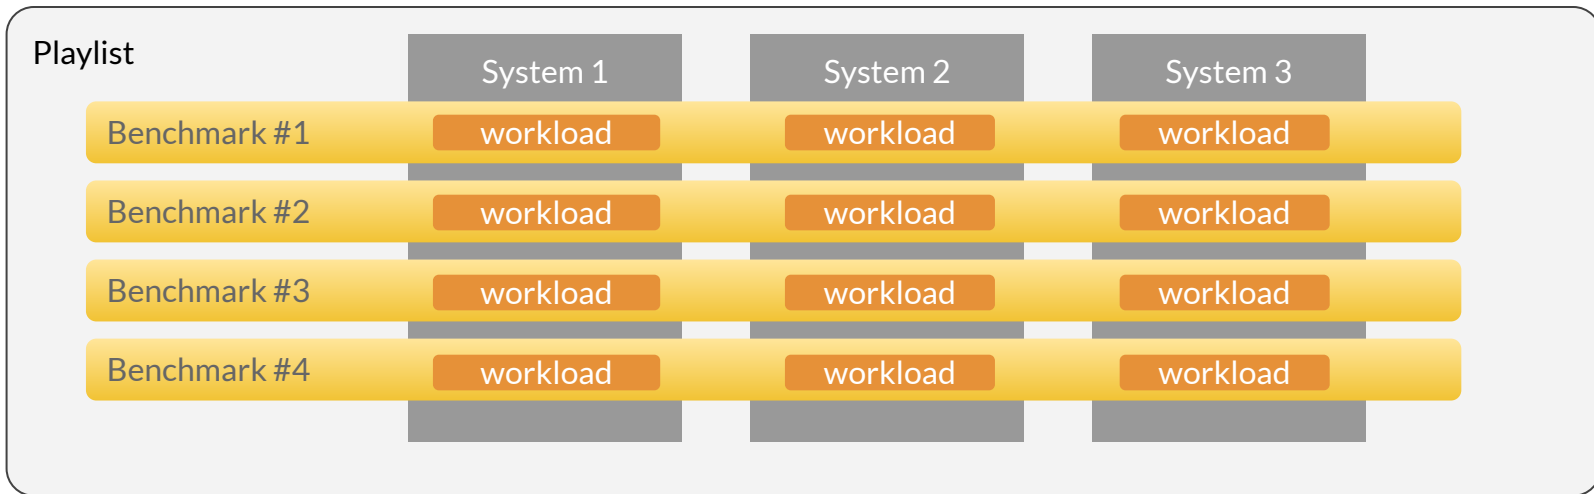 Playlist
System 1
System 2
System 3
Benchmark #1
workload
workload
workload
Benchmark #2
workload
workload
workload
Benchmark #3
workload
workload
workload
Benchmark #4
workload
workload
workload